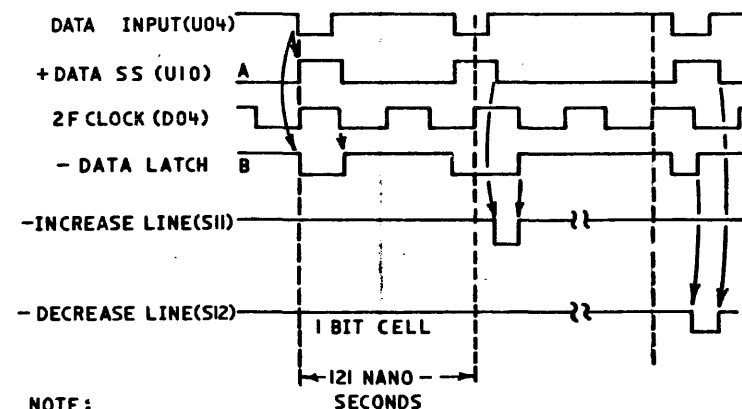 DATA INPUT(U04)
+DATA SS (U10) A
2F CLOCK (D04)
- DATA LATCH B
-INCREASE LINE(S11)
- DECREASE LINE(S12)
1 BIT CELL
121 NANO
SECONDS
NOTE: